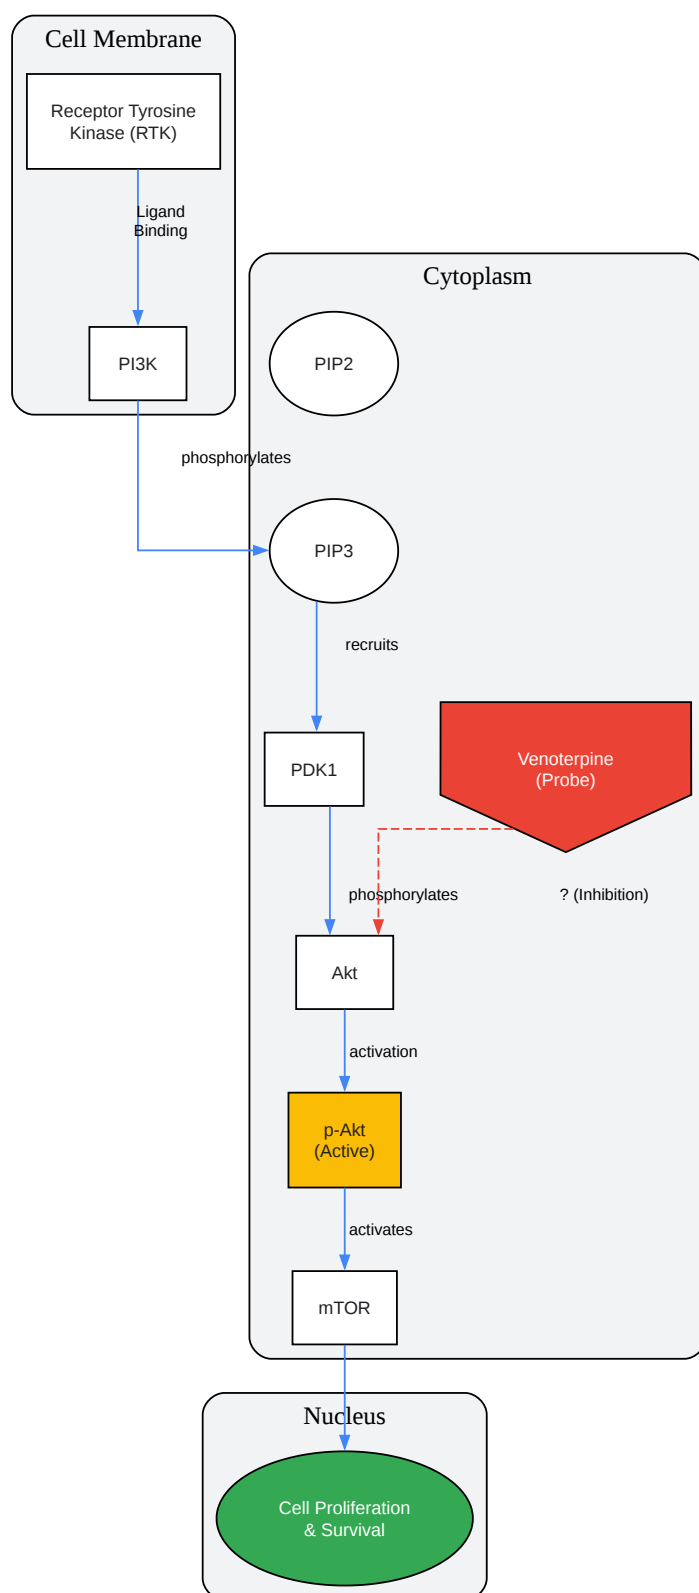 Cell Membrane
Receptor Tyrosine
Kinase (RTK)
Ligand
Binding
Cytoplasm
PI3K
PIP2
phosphorylates
PIP3
recruits
PDK1
Venoterpine
(Probe)
phosphorylates
? (Inhibition)
Akt
activation
p-Akt
(Active)
activates
mTOR
Nucleus
Cell Proliferation
& Survival